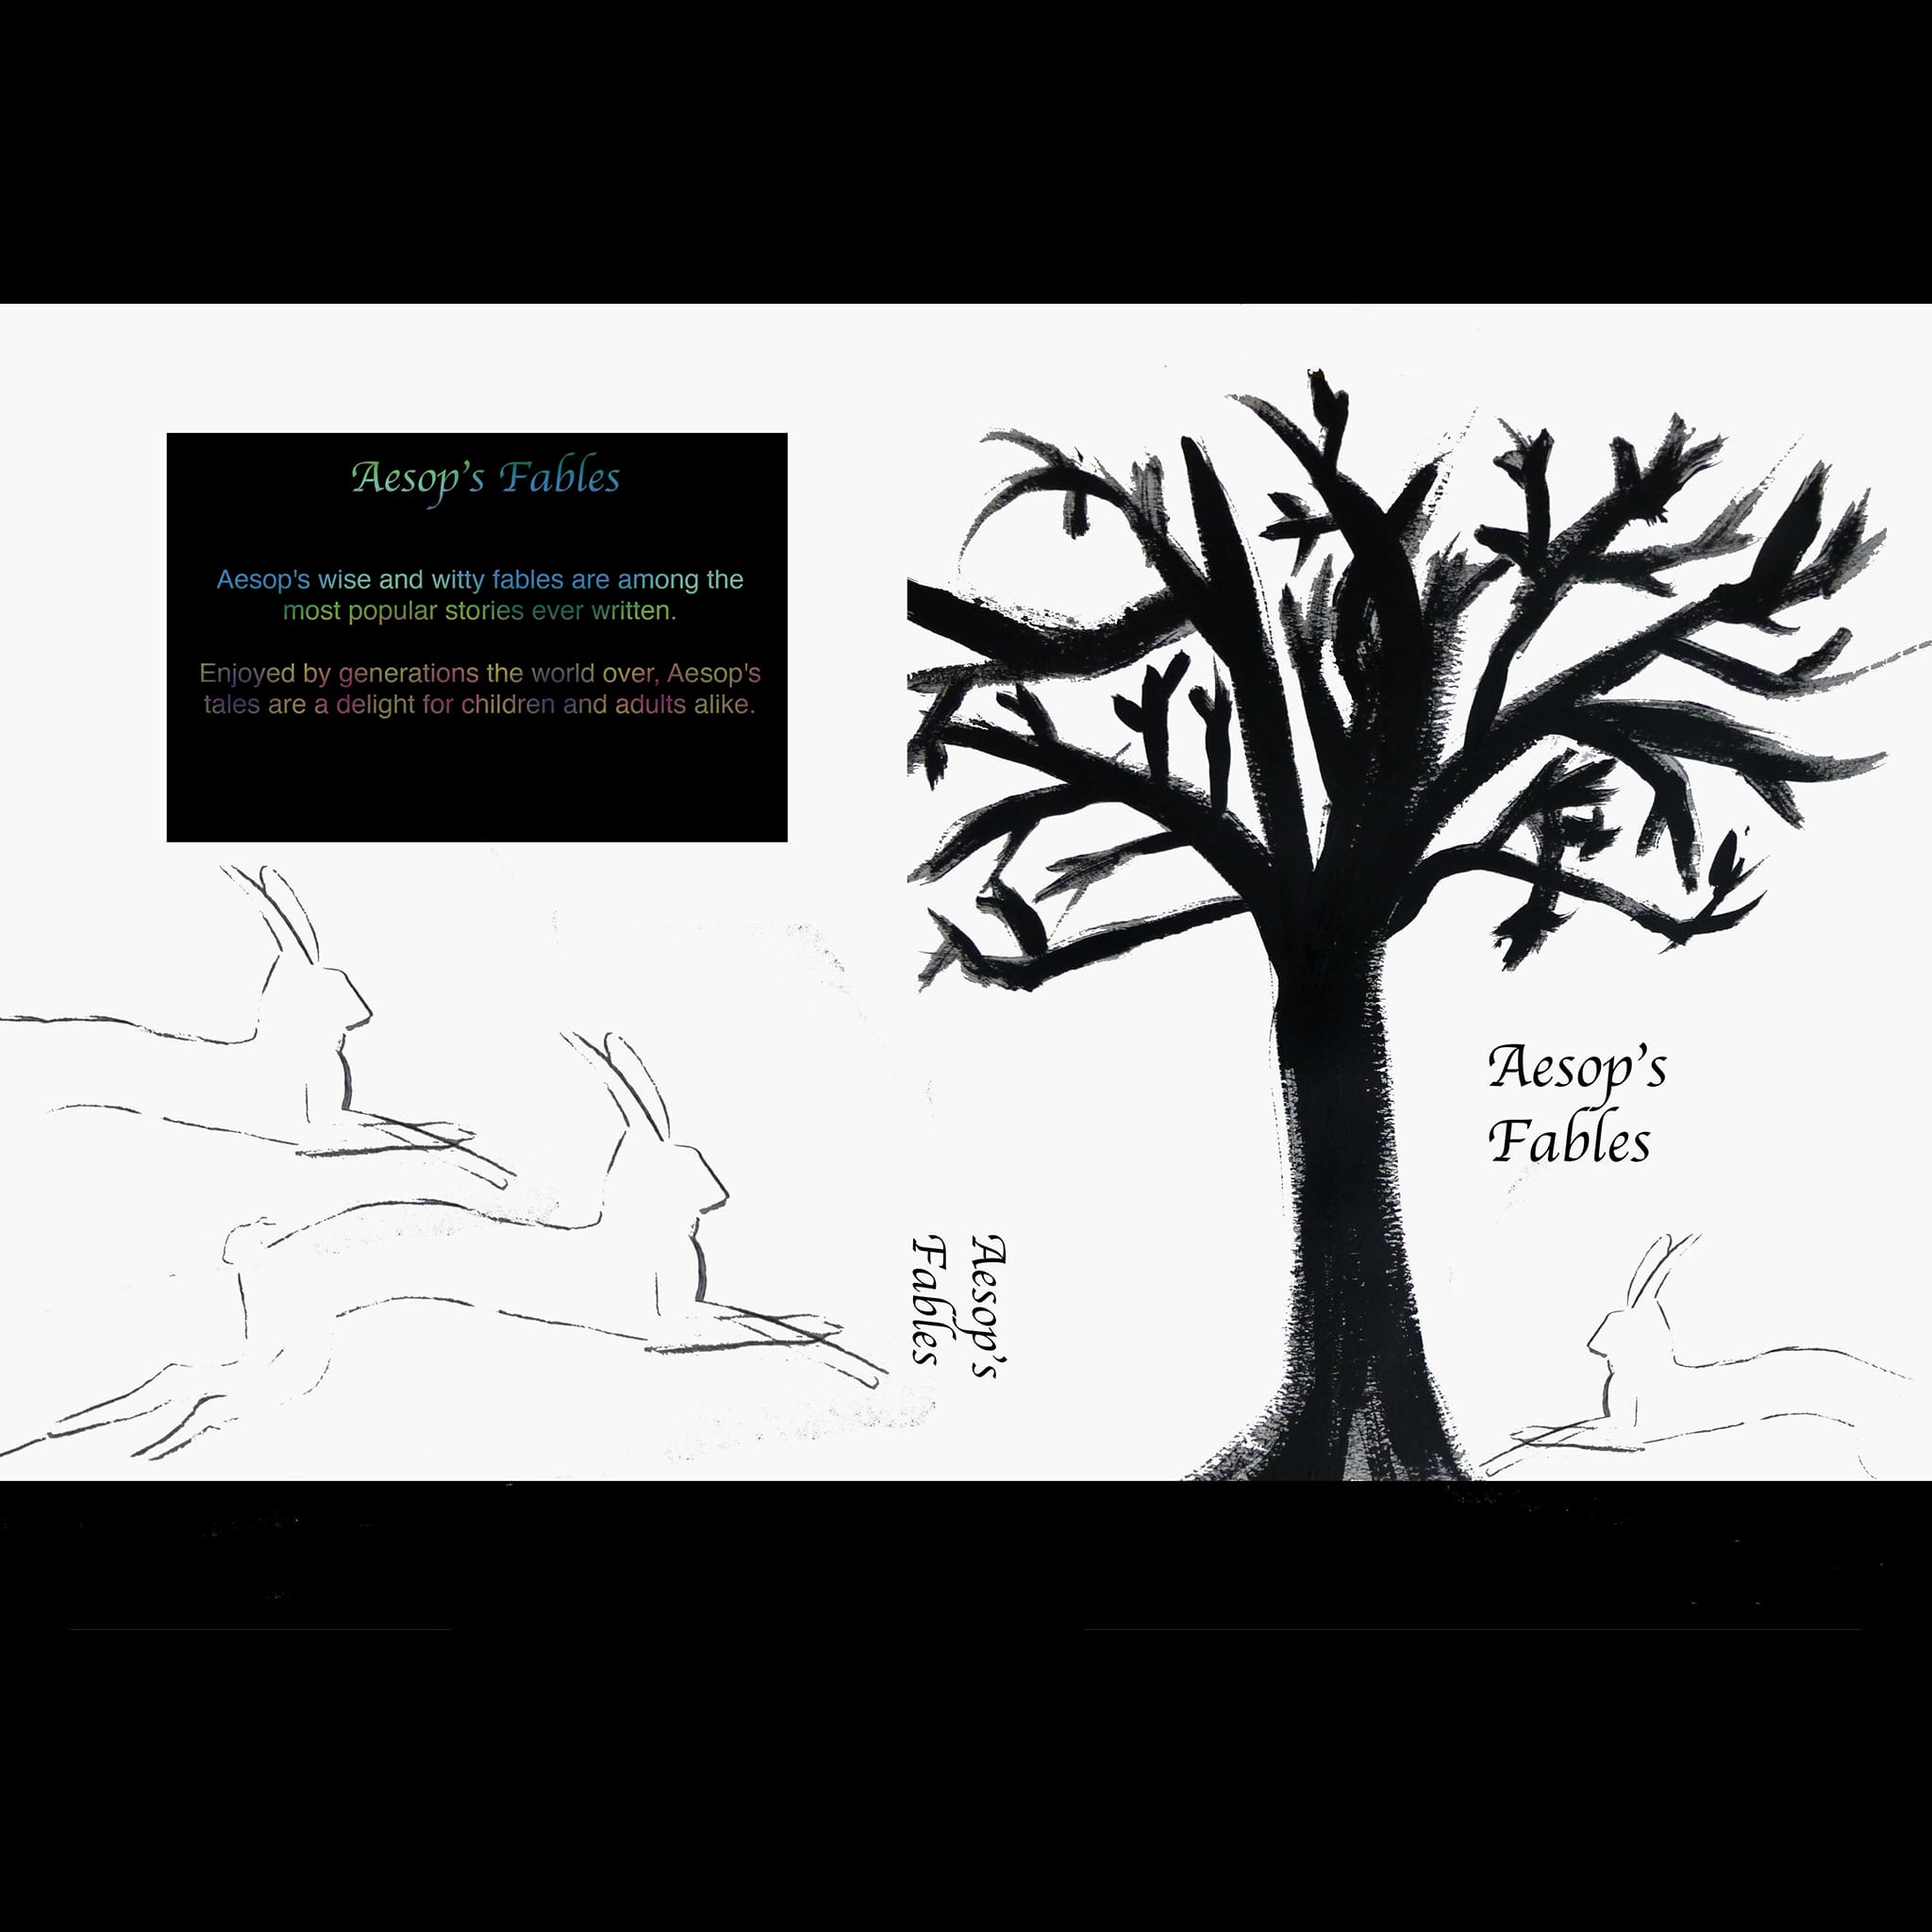 Aesop's Fables
Aesop's wise and witty fables are among the
most popular stories ever written.
Enjoyed by generations the world over, Aesop's
tales are a delight for children and adults alike.
Aesop's
Fables
Aesop's
Fables